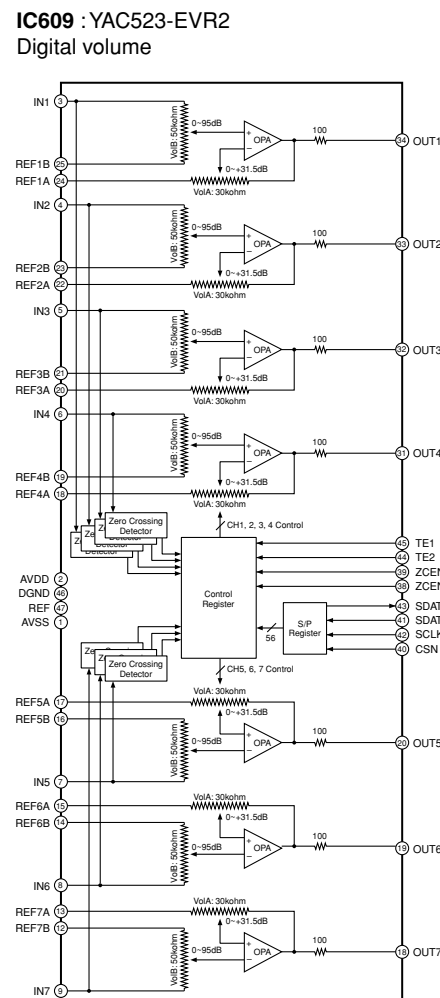 IC609 : YAC523-EVR2
Digital volume
IN1 3
VolB: 50kohm
0~95dB
+
−
OPA
100
34 OUT1
0~+31.5dB
REF1B 25
REF1A 24
VolA: 30kohm
IN2 4
VolB: 50kohm
0~95dB
+
−
OPA
100
33 OUT2
0~+31.5dB
REF2B 23
REF2A 22
VolA: 30kohm
IN3 5
VolB: 50kohm
0~95dB
+
−
OPA
100
32 OUT3
0~+31.5dB
REF3B 21
REF3A 20
VolA: 30kohm
IN4 6
VolB: 50kohm
0~95dB
+
−
OPA
100
31 OUT4
0~+31.5dB
REF4B 19
REF4A 18
VolA: 30kohm
CH1, 2, 3, 4 Control
Zero Crossing
Detector
Control
Register
45 TE1
44 TE2
39 ZCEN
38 ZCEN
AVDD 2
DGND 46
REF 47
AVSS 1
56
S/P
Register
43 SDAT
41 SDAT
42 SCLK
40 CSN
Zero Crossing
Detector
CH5, 6, 7 Control
VolA: 30kohm
REF5A 17
REF5B 16
0~+31.5dB
VolB: 50kohm
0~95dB
+
−
OPA
100
20 OUT5
IN5 7
VolA: 30kohm
REF6A 15
REF6B 14
0~+31.5dB
VolB: 50kohm
0~95dB
+
−
OPA
100
19 OUT6
IN6 8
VolA: 30kohm
REF7A 13
REF7B 12
0~+31.5dB
VolB: 50kohm
0~95dB
+
−
OPA
100
18 OUT7
IN7 9